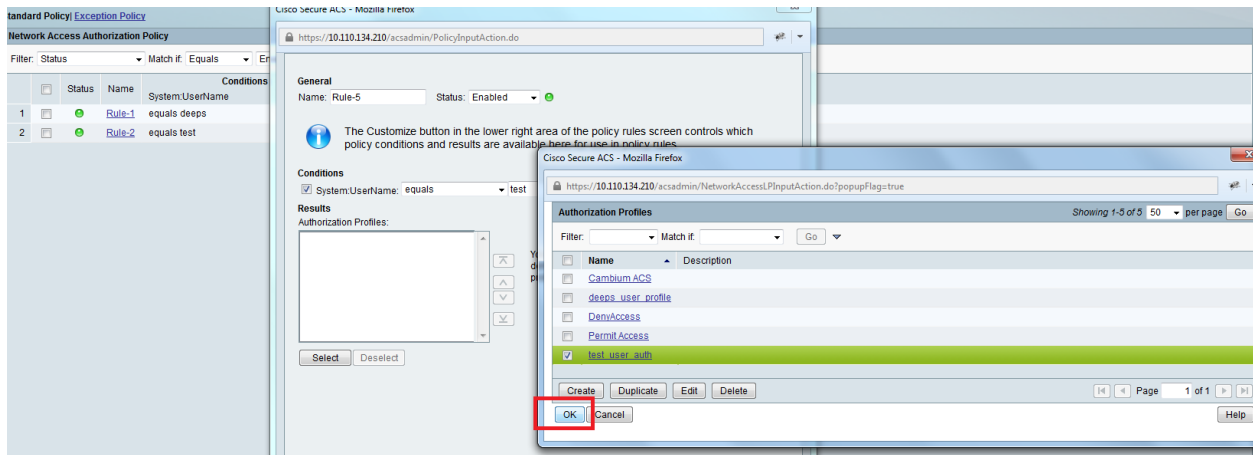 tandard Policy| Exception Policy
Network Access Authorization Policy
Filter: Status Match if: Equals En
Status Name Conditions
System:UserName
1 Rule-1 equals deeps
2 Rule-2 equals test
Cisco Secure ACS - Mozilla Firefox
https://10.110.134.210/acsadmin/PolicyInputAction.do
General
Name: Rule-5 Status: Enabled
The Customize button in the lower right area of the policy rules screen controls which
policy conditions and results are available here for use in policy rules.
Conditions
System:UserName: equals test
Results
Authorization Profiles:
Select Deselect
Cisco Secure ACS - Mozilla Firefox
https://10.110.134.210/acsadmin/NetworkAccessLPInputAction.do?popupFlag=true
Authorization Profiles Showing 1-5 of 5 50 per page Go
Filter: Match if: Go
Name Description
Cambium ACS
deeps_user_profile
DenyAccess
Permit Access
test_user_auth
Create Duplicate Edit Delete Page 1 of 1
OK Cancel Help